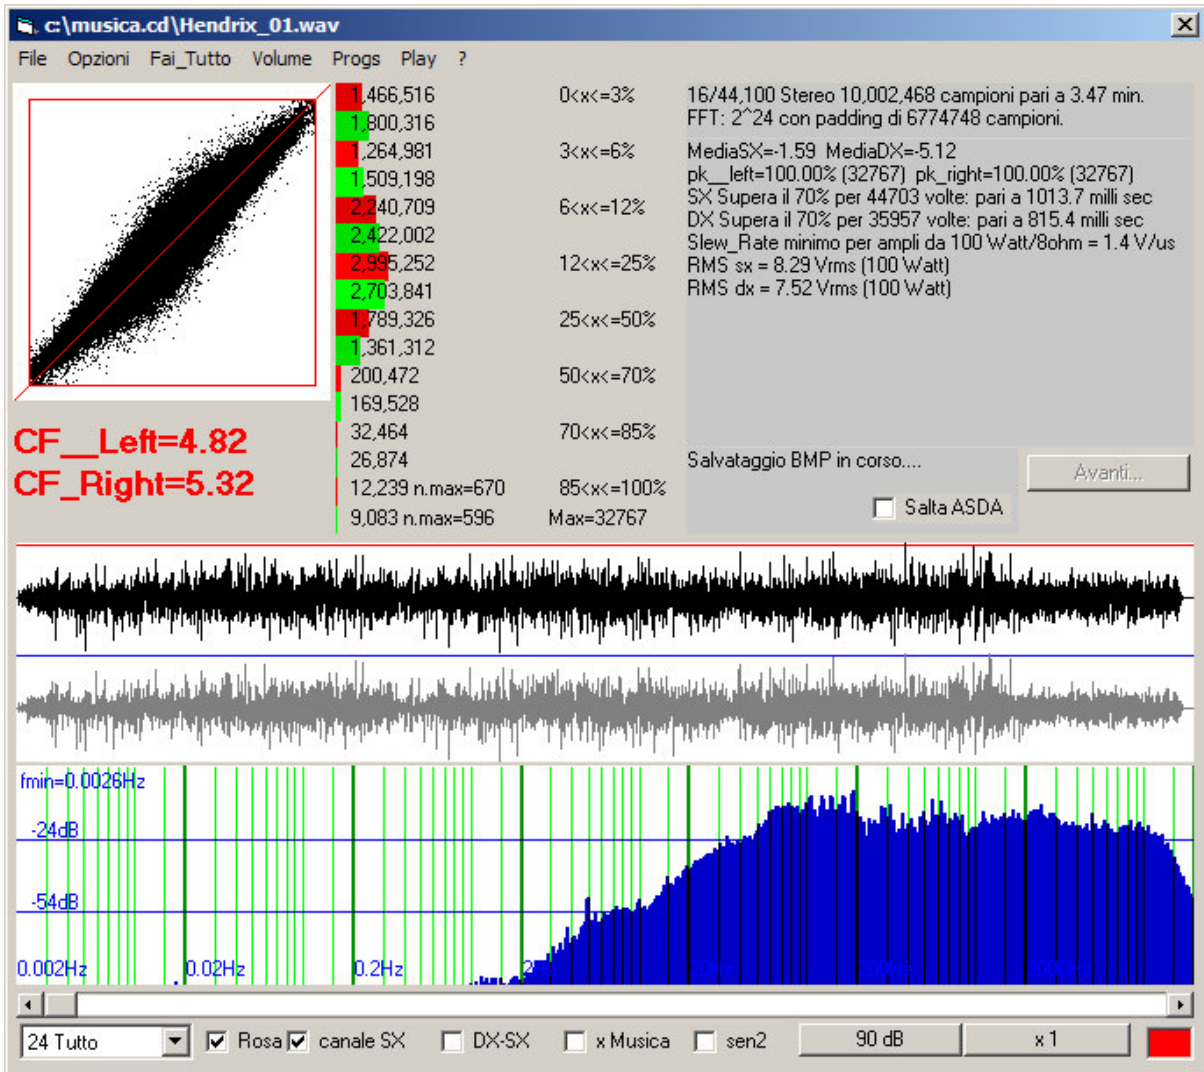 c:\musica.cd\Hendrix_01.wav
File Opzioni Fai_Tutto Volume Progs Play ?
1,466,516 0<x<=3%
1,800,316
1,264,981 3<x<=6%
1,509,198
2,240,709 6<x<=12%
2,422,002
2,995,252 12<x<=25%
2,703,841
1,789,326 25<x<=50%
1,361,312
200,472 50<x<=70%
169,528
32,464 70<x<=85%
26,874
12,239 n.max=670 85<x<=100%
9,083 n.max=596 Max=32767
CF__Left=4.82
CF_Right=5.32
16/44,100 Stereo 10,002,468 campioni pari a 3.47 min.
FFT: 2^24 con padding di 6774748 campioni.
MediaSX=-1.59 MediaDX=-5.12
pk__left=100.00% (32767) pk_right=100.00% (32767)
SX Supera il 70% per 44703 volte: pari a 1013.7 milli sec
DX Supera il 70% per 35957 volte: pari a 815.4 milli sec
Slew_Rate minimo per ampli da 100 Watt/8ohm = 1.4 V/us
RMS sx = 8.29 Vrms (100 Watt)
RMS dx = 7.52 Vrms (100 Watt)
Salvataggio BMP in corso....
Avanti...
Salta ASDA
fmin=0.0026Hz
-24dB
-54dB
0.002Hz 0.02Hz 0.2Hz 20Hz 200Hz 2000Hz
24 Tutto Rosa canale SX DX-SX x Musica sen2 90 dB x 1